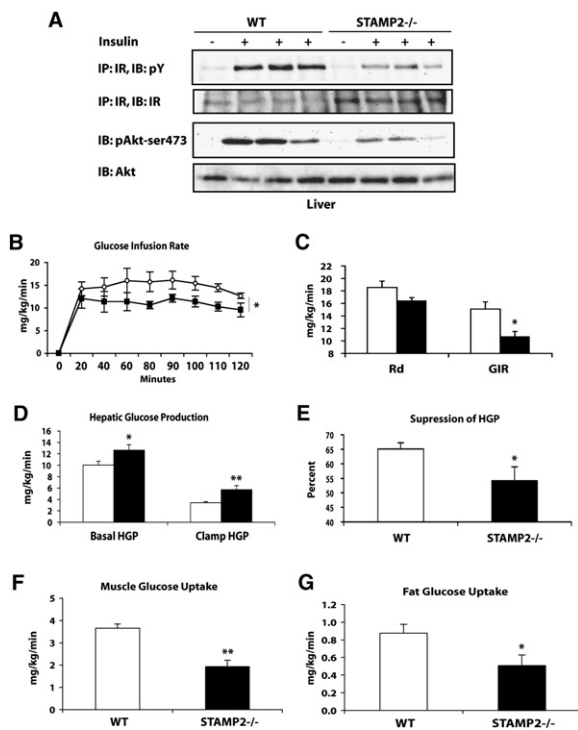 A
WT STAMP2-/-
Insulin - + + + - + + +
IP: IR, IB: pY
IP: IR, IB: IR
IB: pAkt-ser473
IB: Akt
Liver
B
Glucose Infusion Rate
mg/kg/min
20
15
10
5
0
*
0 20 40 60 80 90 100 110 120
Minutes
C
mg/kg/min
22
20
18
16
14
12
10
8
*
Rd GIR
D
Hepatic Glucose Production
mg/kg/min
16
14
12
10
8
6
4
2
0
*
**
Basal HGP Clamp HGP
E
Supression of HGP
Percent
75
70
65
60
55
50
45
40
*
WT STAMP2-/-
F
Muscle Glucose Uptake
mg/kg/min
5
4
3
2
1
0
**
WT STAMP2-/-
G
Fat Glucose Uptake
mg/kg/min
1.2
1.0
0.8
0.6
0.4
0.2
0.0
*
WT STAMP2-/-